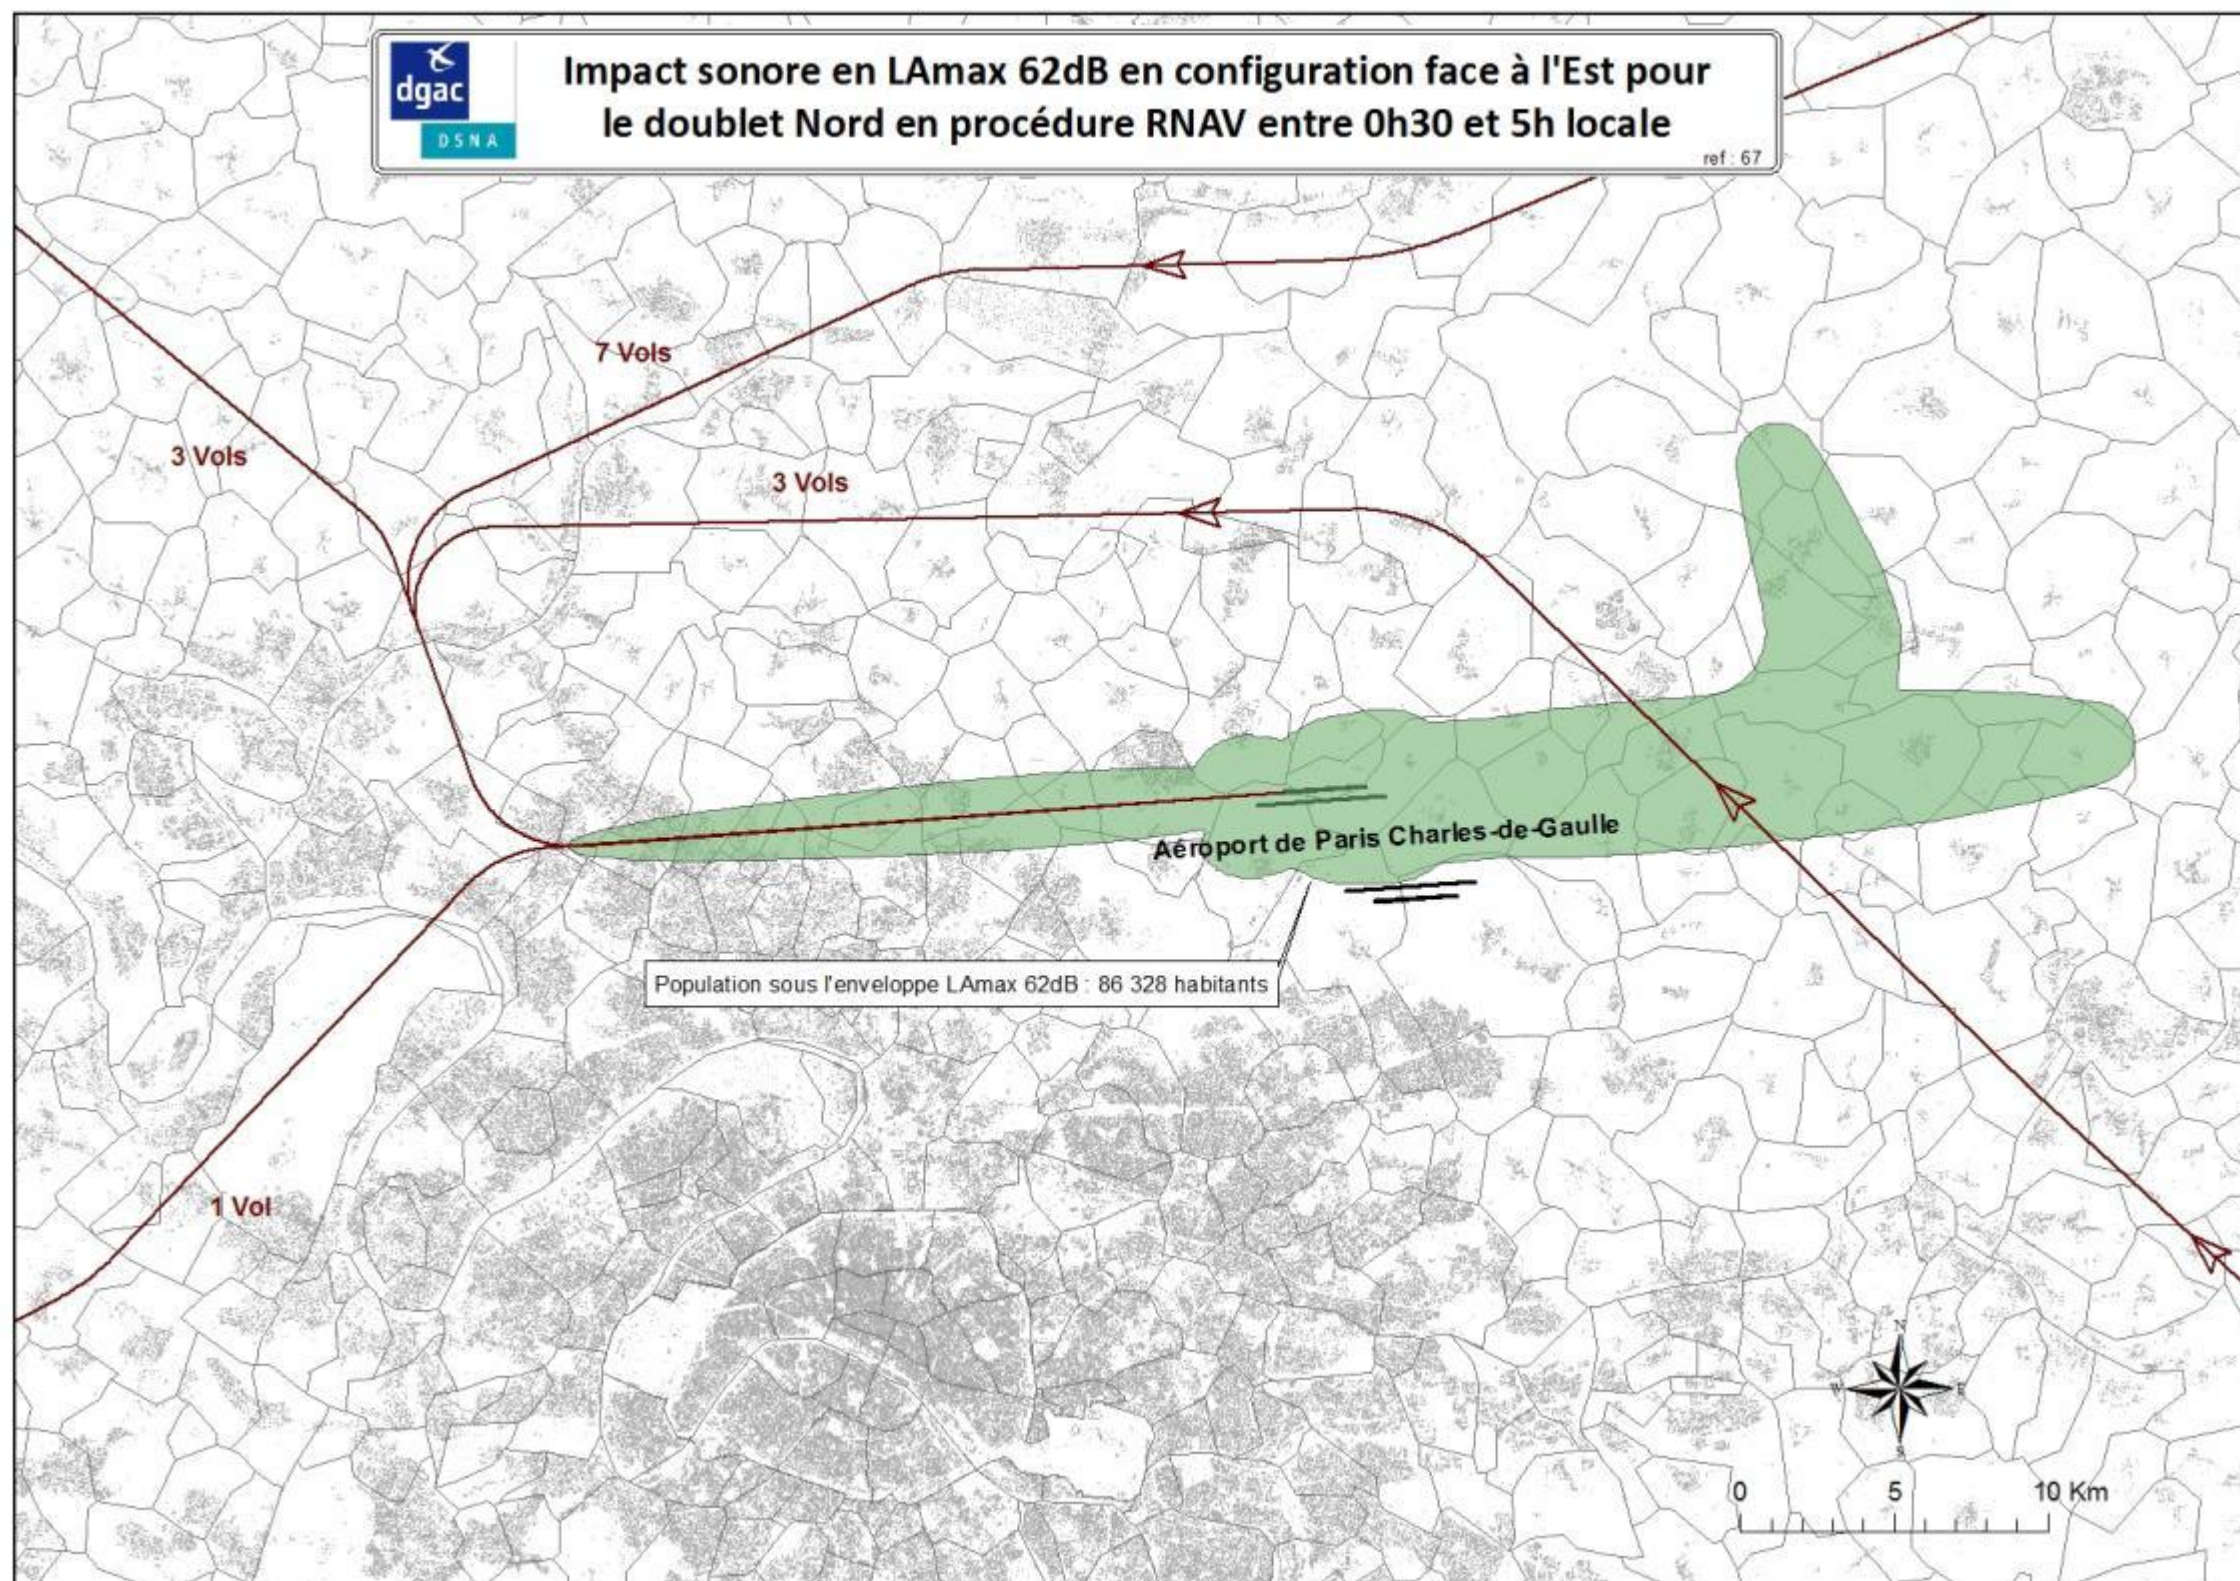 dgac
DSNA
Impact sonore en LAmax 62dB en configuration face à l'Est pour
le doublet Nord en procédure RNAV entre 0h30 et 5h locale
ref : 67
7 Vols
3 Vols
3 Vols
Aéroport de Paris Charles-de-Gaulle
Population sous l'enveloppe LAmax 62dB : 86 328 habitants
1 Vol
N
W
E
S
0 5 10 Km